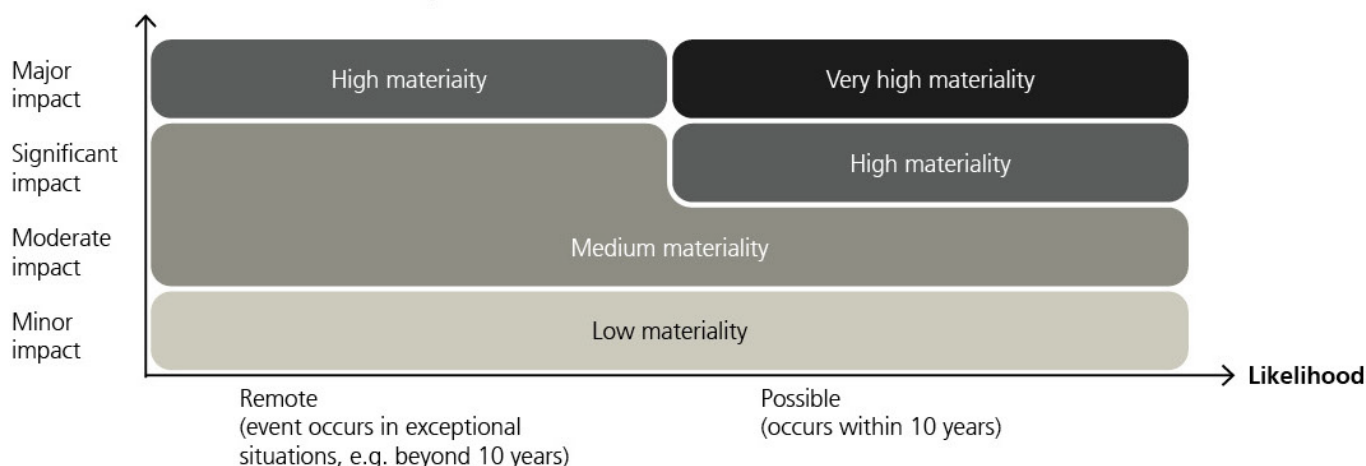 Major
impact
High materiaity
Very high materiality
Significant
impact
High materiality
Moderate
impact
Medium materiality
Minor
impact
Low materiality
Likelihood
Remote
(event occurs in exceptional
situations, e.g. beyond 10 years)
Possible
(occurs within 10 years)